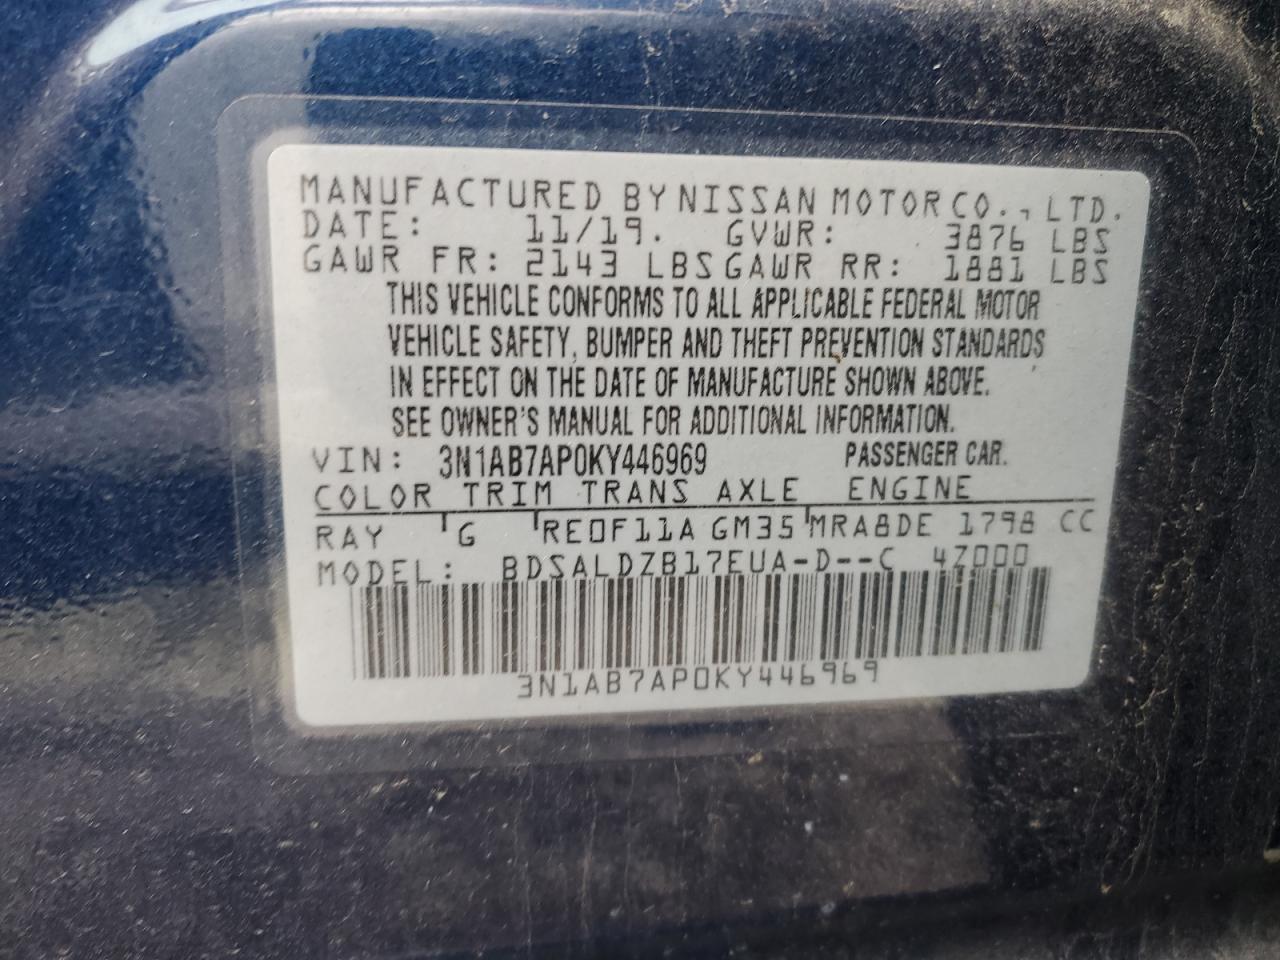 MANUFACTURED BY NISSAN MOTOR CO., LTD.
DATE: 11/19. GVWR: 3876 LBS
GAWR FR: 2143 LBS GAWR RR: 1881 LBS
THIS VEHICLE CONFORMS TO ALL APPLICABLE FEDERAL MOTOR
VEHICLE SAFETY, BUMPER AND THEFT PREVENTION STANDARDS
IN EFFECT ON THE DATE OF MANUFACTURE SHOWN ABOVE.
SEE OWNER'S MANUAL FOR ADDITIONAL INFORMATION.
VIN: 3N1AB7AP0KY446969 PASSENGER CAR.
COLOR TRIM TRANS AXLE ENGINE
RAY G RE0F11A GM35 MRA8DE 1798 CC
MODEL: BDSALDZB17EUA-D--C 4Z000
3N1AB7AP0KY446969